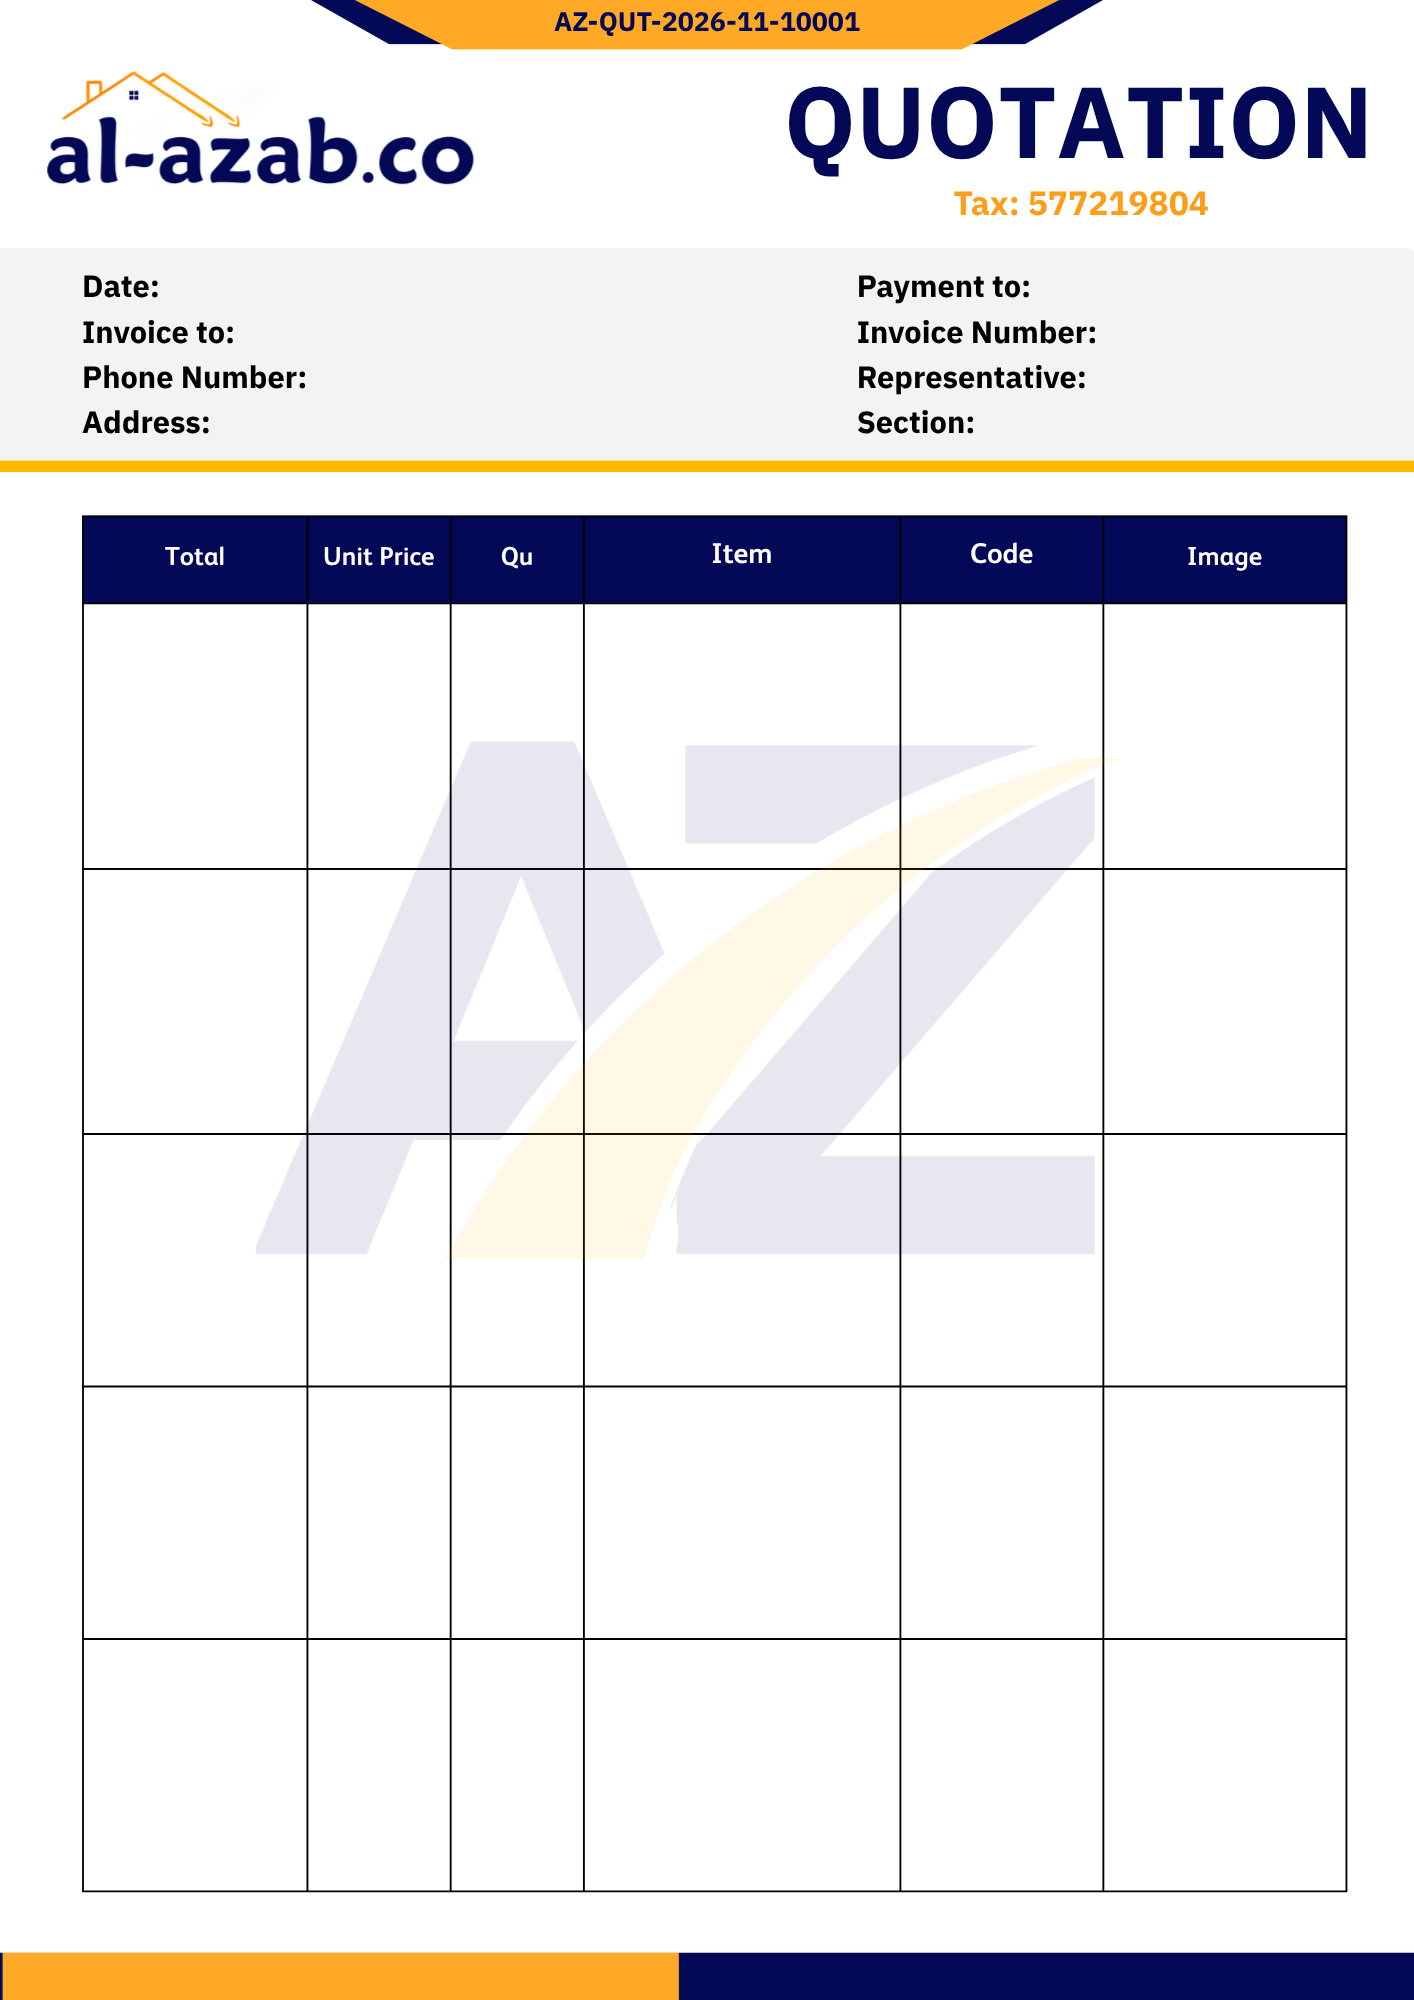 AZ-QUT-2026-11-10001
al-azab.co
QUOTATION
Tax: 577219804
Date:
Invoice to:
Phone Number:
Address:
Payment to:
Invoice Number:
Representative:
Section:
Total Unit Price Qu Item Code Image
AZ